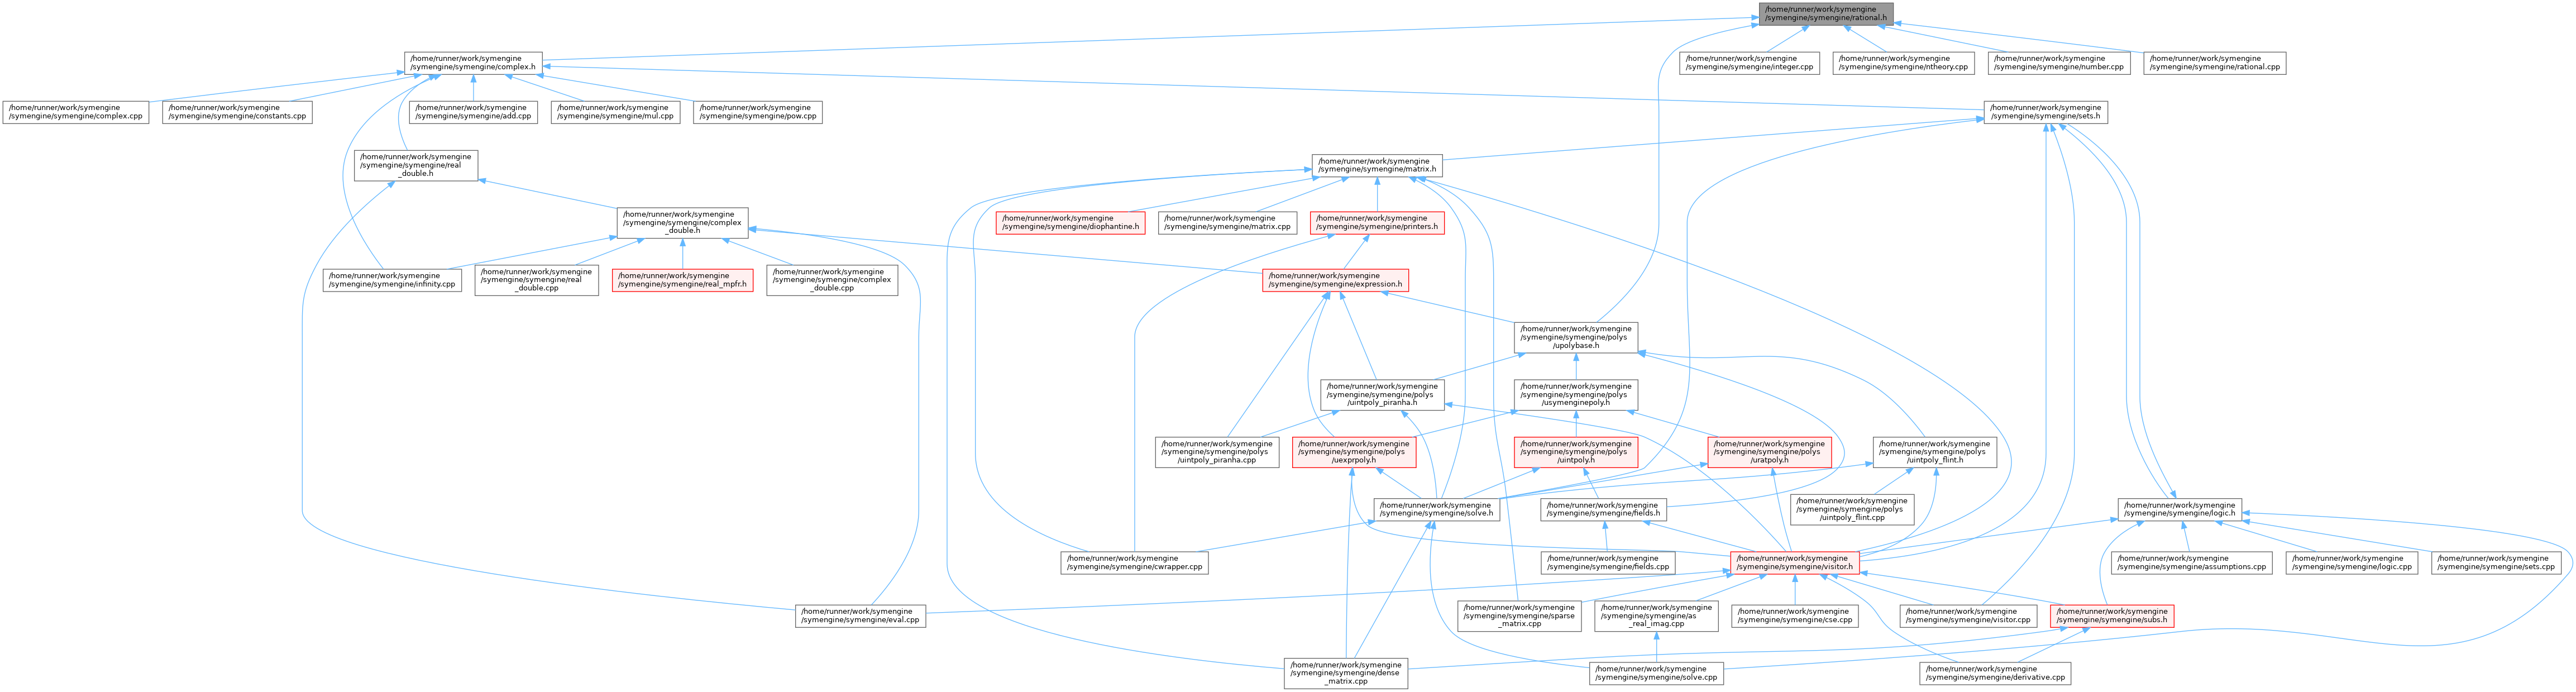 /home/runner/work/symengine
/symengine/symengine/rational.h
/home/runner/work/symengine
/symengine/symengine/complex.h
/home/runner/work/symengine
/symengine/symengine/integer.cpp
/home/runner/work/symengine
/symengine/symengine/ntheory.cpp
/home/runner/work/symengine
/symengine/symengine/number.cpp
/home/runner/work/symengine
/symengine/symengine/rational.cpp
/home/runner/work/symengine
/symengine/symengine/complex.cpp
/home/runner/work/symengine
/symengine/symengine/constants.cpp
/home/runner/work/symengine
/symengine/symengine/add.cpp
/home/runner/work/symengine
/symengine/symengine/mul.cpp
/home/runner/work/symengine
/symengine/symengine/pow.cpp
/home/runner/work/symengine
/symengine/symengine/sets.h
/home/runner/work/symengine
/symengine/symengine/real
_double.h
/home/runner/work/symengine
/symengine/symengine/matrix.h
/home/runner/work/symengine
/symengine/symengine/complex
_double.h
/home/runner/work/symengine
/symengine/symengine/diophantine.h
/home/runner/work/symengine
/symengine/symengine/matrix.cpp
/home/runner/work/symengine
/symengine/symengine/printers.h
/home/runner/work/symengine
/symengine/symengine/infinity.cpp
/home/runner/work/symengine
/symengine/symengine/real
_double.cpp
/home/runner/work/symengine
/symengine/symengine/real_mpfr.h
/home/runner/work/symengine
/symengine/symengine/complex
_double.cpp
/home/runner/work/symengine
/symengine/symengine/expression.h
/home/runner/work/symengine
/symengine/symengine/polys
/upolybase.h
/home/runner/work/symengine
/symengine/symengine/polys
/uintpoly_piranha.h
/home/runner/work/symengine
/symengine/symengine/polys
/usymenginepoly.h
/home/runner/work/symengine
/symengine/symengine/polys
/uintpoly_piranha.cpp
/home/runner/work/symengine
/symengine/symengine/polys
/uexprpoly.h
/home/runner/work/symengine
/symengine/symengine/polys
/uintpoly.h
/home/runner/work/symengine
/symengine/symengine/polys
/uratpoly.h
/home/runner/work/symengine
/symengine/symengine/polys
/uintpoly_flint.h
/home/runner/work/symengine
/symengine/symengine/solve.h
/home/runner/work/symengine
/symengine/symengine/fields.h
/home/runner/work/symengine
/symengine/symengine/polys
/uintpoly_flint.cpp
/home/runner/work/symengine
/symengine/symengine/logic.h
/home/runner/work/symengine
/symengine/symengine/cwrapper.cpp
/home/runner/work/symengine
/symengine/symengine/fields.cpp
/home/runner/work/symengine
/symengine/symengine/visitor.h
/home/runner/work/symengine
/symengine/symengine/assumptions.cpp
/home/runner/work/symengine
/symengine/symengine/logic.cpp
/home/runner/work/symengine
/symengine/symengine/sets.cpp
/home/runner/work/symengine
/symengine/symengine/eval.cpp
/home/runner/work/symengine
/symengine/symengine/sparse
_matrix.cpp
/home/runner/work/symengine
/symengine/symengine/as
_real_imag.cpp
/home/runner/work/symengine
/symengine/symengine/cse.cpp
/home/runner/work/symengine
/symengine/symengine/visitor.cpp
/home/runner/work/symengine
/symengine/symengine/subs.h
/home/runner/work/symengine
/symengine/symengine/dense
_matrix.cpp
/home/runner/work/symengine
/symengine/symengine/solve.cpp
/home/runner/work/symengine
/symengine/symengine/derivative.cpp